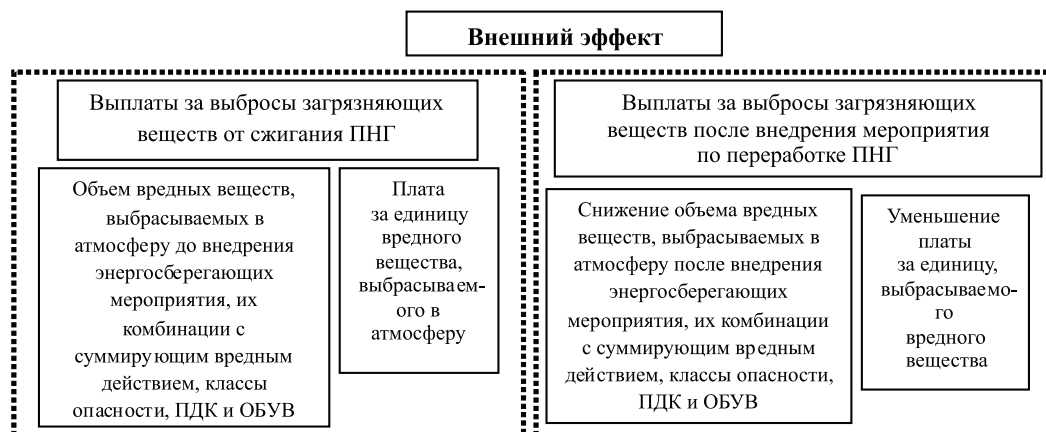 Внешний эффект
Выплаты за выбросы загрязняющих
веществ от сжигания ПНГ
Объем вредных веществ,
выбрасываемых в
атмосферу до внедрения
энергосберегающих
мероприятия, их
комбинации с
суммирующим вредным
действием, классы
опасности, ПДК и ОБУВ
Плата
за единицу
вредного
вещества,
выбрасываем-
ого в
атмосферу
Выплаты за выбросы загрязняющих
веществ после внедрения мероприятия
по переработке ПНГ
Снижение объема вредных
веществ, выбрасываемых в
атмосферу после внедрения
энергосберегающих
мероприятия, их комбинации
с суммирующим вредным
действием, классы опасности,
ПДК и ОБУВ
Уменьшение
платы
за единицу,
выбрасываемо-
го
вредного
вещества